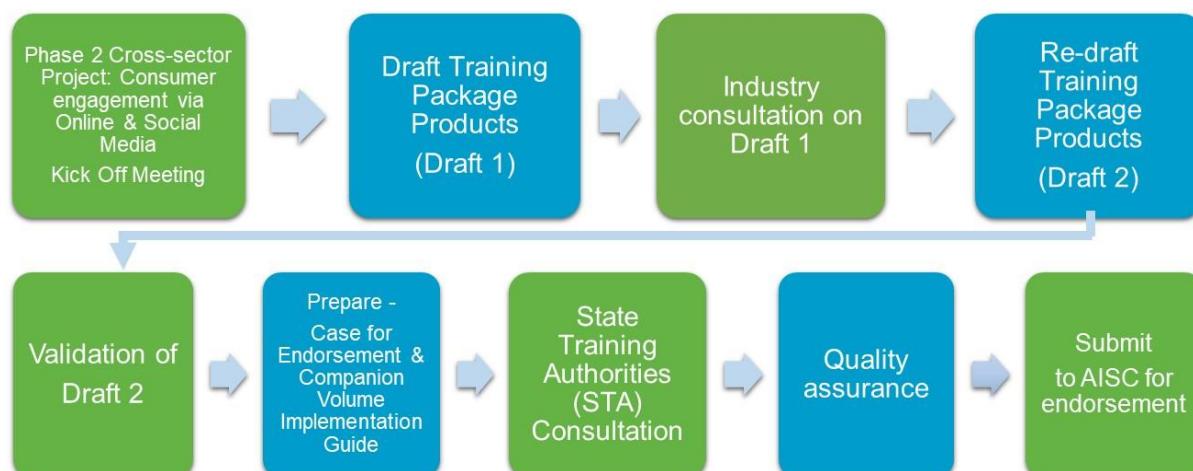 Phase 2 Cross-sector
Project: Consumer
engagement via
Online & Social
Media
Kick Off Meeting
Draft Training
Package
Products
(Draft 1)
Industry
consultation on
Draft 1
Re-draft
Training
Package
Products
(Draft 2)
Validation of
Draft 2
Prepare -
Case for
Endorsement &
Companion
Volume
Implementation
Guide
State
Training
Authorities
(STA)
Consultation
Quality
assurance
Submit
to AISC for
endorsement